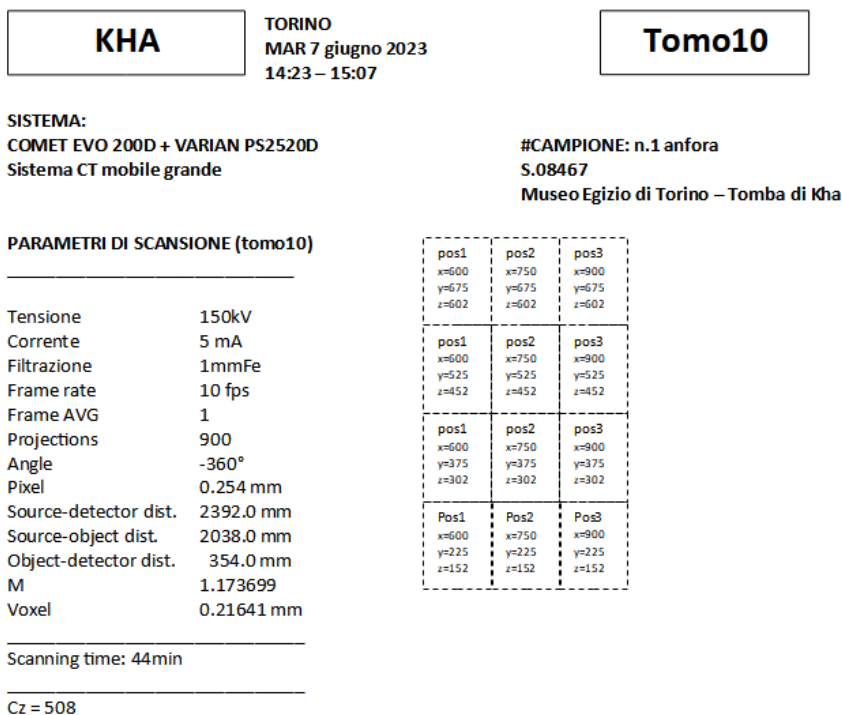 KHA
TORINO
MAR 7 giugno 2023
14:23 – 15:07
Tomo10
SISTEMA:
COMET EVO 200D + VARIAN PS2520D
Sistema CT mobile grande
#CAMPIONE: n.1 anfora
S.08467
Museo Egizio di Torino – Tomba di Kha
PARAMETRI DI SCANSIONE (tomo10)
Tensione 150kV
Corrente 5 mA
Filtrazione 1mmFe
Frame rate 10 fps
Frame AVG 1
Projections 900
Angle -360°
Pixel 0.254 mm
Source-detector dist. 2392.0 mm
Source-object dist. 2038.0 mm
Object-detector dist. 354.0 mm
M 1.173699
Voxel 0.21641 mm
Scanning time: 44min
Cz = 508
pos1 pos2 pos3
x=600 x=750 x=900
y=675 y=675 y=675
z=602 z=602 z=602
pos1 pos2 pos3
x=600 x=750 x=900
y=525 y=525 y=525
z=452 z=452 z=452
pos1 pos2 pos3
x=600 x=750 x=900
y=375 y=375 y=375
z=302 z=302 z=302
Pos1 Pos2 Pos3
x=600 x=750 x=900
y=225 y=225 y=225
z=152 z=152 z=152